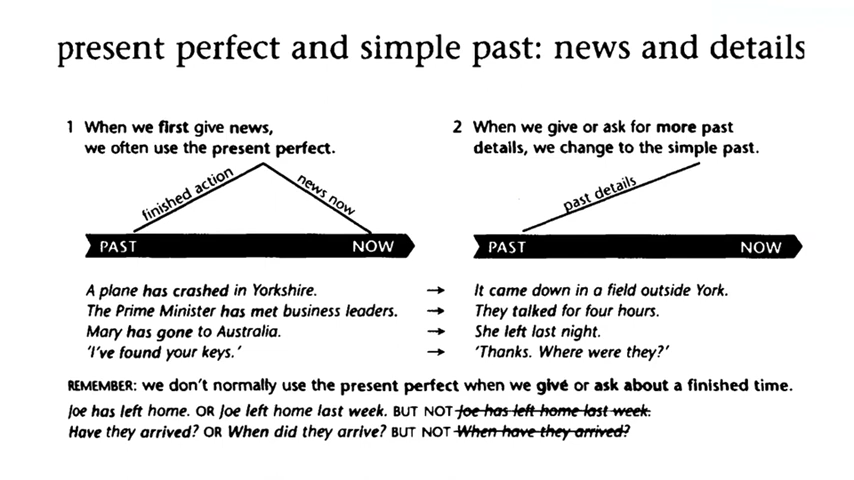 present perfect and simple past: news and details
1 When we first give news,
we often use the present perfect.
finished action
news now
PAST NOW
2 When we give or ask for more past
details, we change to the simple past.
past details
PAST NOW
A plane has crashed in Yorkshire. → It came down in a field outside York.
The Prime Minister has met business leaders. → They talked for four hours.
Mary has gone to Australia. → She left last night.
'I've found your keys.' → 'Thanks. Where were they?'
REMEMBER: we don't normally use the present perfect when we give or ask about a finished time.
Joe has left home. OR Joe left home last week. BUT NOT Joe has left home last week.
Have they arrived? OR When did they arrive? BUT NOT When have they arrived?